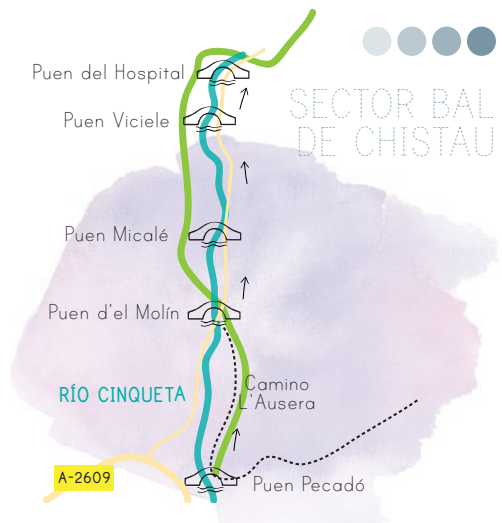 Puen del Hospital
SECTOR BAL
DE CHISTAU
Puen Viciele
Puen Micalé
Puen d'el Molín
RÍO CINQUETA
Camino
L'Ausera
A-2609
Puen Pecadó